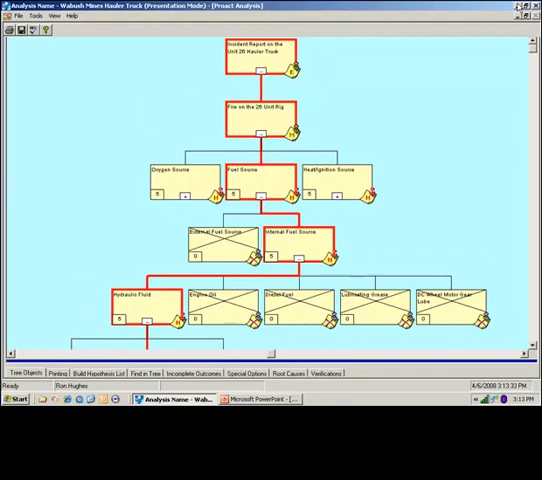 Analysis Name - Wabush Mines Hauler Truck (Presentation Mode) - [Proact Analysis]
File Tools View Window Help
Incident Report on the
Unit 28 Hauler Truck
E
Fire on the 28 Unit Rig
M
Oxygen Source
5
H
Fuel Source
5
H
Heat/Ignition Source
5
H
External Fuel Source
0
Internal Fuel Source
5
H
Hydraulic Fluid
5
H
Engine Oil
0
Diesel Fuel
0
Lubricating Grease
0
DC Wheel Motor Gear
Lube
0
Tree Objects Printing Build Hypothesis List Find in Tree Incomplete Outcomes Special Options Root Causes Verifications
Ready Ron Hughes 4/6/2008 3:13:33 PM
Start Analysis Name - Wab... Microsoft PowerPoint - [... 3:13 PM